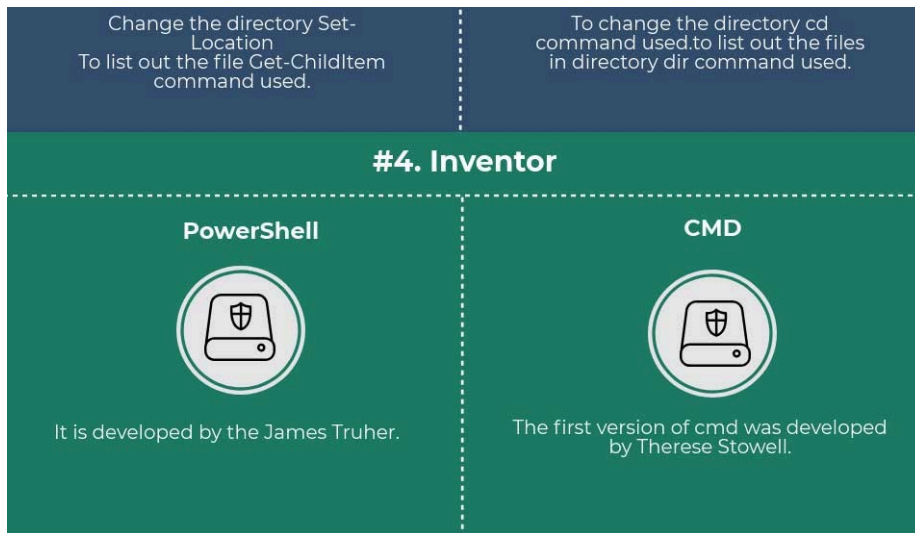 Change the directory Set-
Location
To list out the file Get-ChildItem
command used.
To change the directory cd
command used.to list out the files
in directory dir command used.
#4. Inventor
PowerShell
It is developed by the James Truher.
CMD
The first version of cmd was developed
by Therese Stowell.